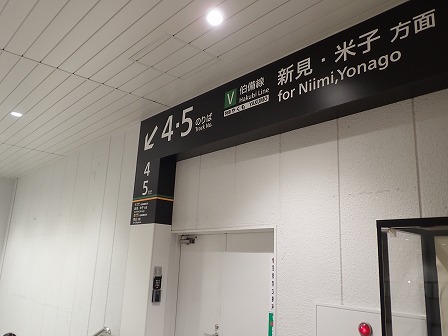 4・5 のりば
Track No.
V 伯備線
Hakubi Line
新見・米子 方面
for Niimi,Yonago
4
5